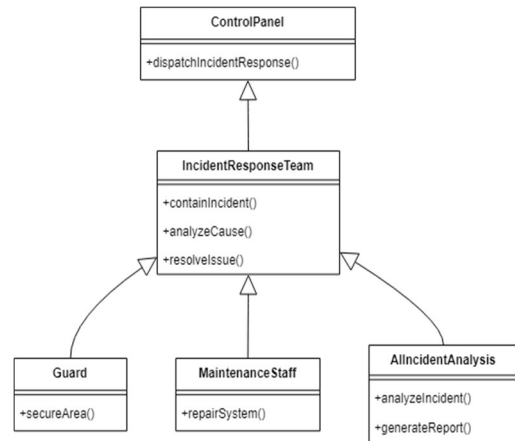 ControlPanel
+dispatchIncidentResponse()
IncidentResponseTeam
+containIncident()
+analyzeCause()
+resolveIssue()
Guard
+secureArea()
MaintenanceStaff
+repairSystem()
AIIncidentAnalysis
+analyzeIncident()
+generateReport()